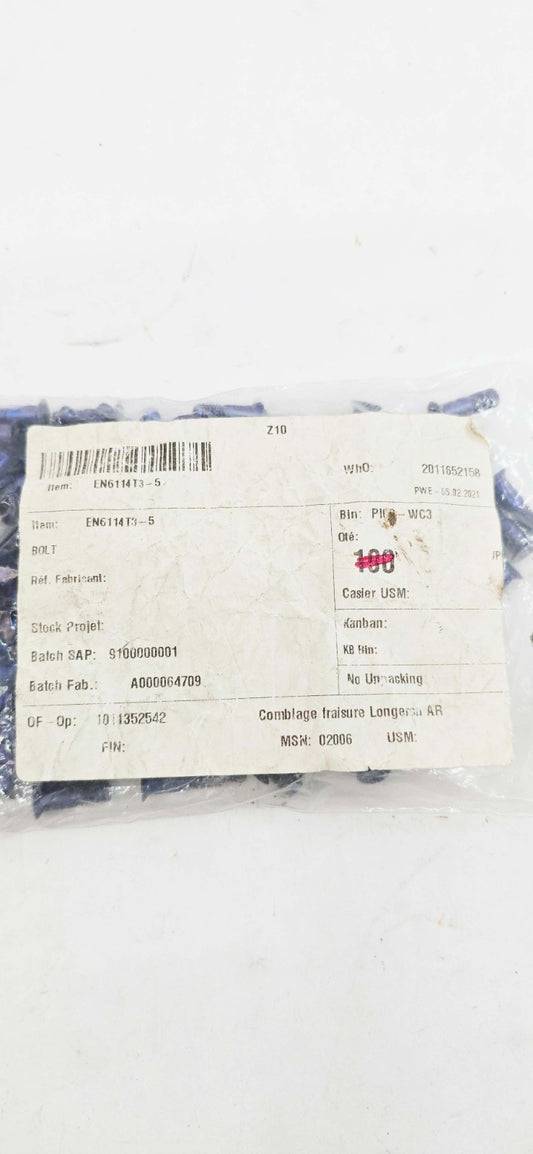 Z10
Item: EN6114T3-5
WhO: 2011652158
PWE - 05.02.2021
Item: EN6114T3-5
BOLT
Réf. Fabricant:
Bin: -WC3
Qté:
100
Casier USM:
Stock Projet:
Kanban:
Batch SAP: 9100000001
KB Bin:
Batch Fab.: A000064709
No Unpacking
OF -Op: 1011352542
Comblage fraisure AR
FIN:
MSN: 02006 USM: